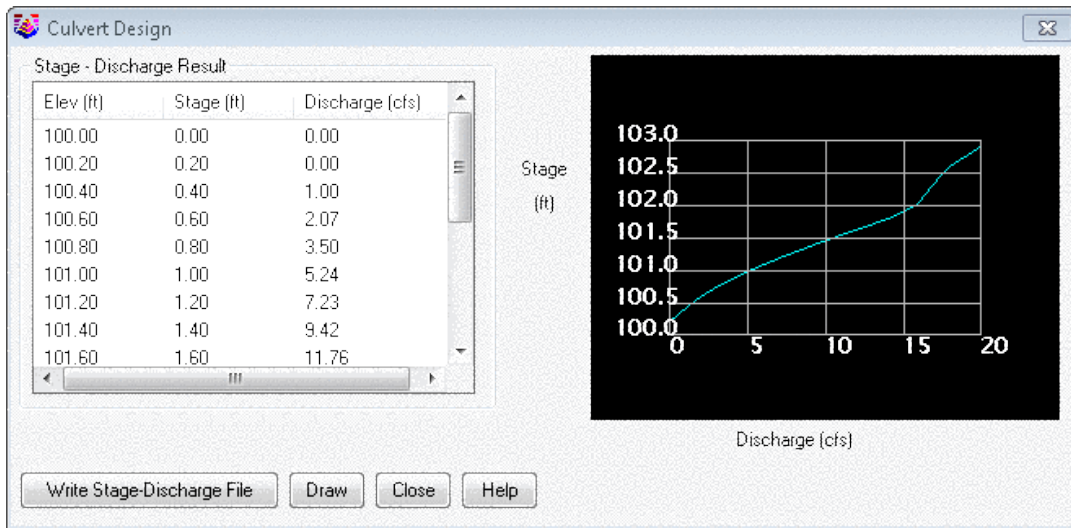 Culvert Design
Stage - Discharge Result
Elev (ft) Stage (ft) Discharge (cfs)
100.00 0.00 0.00
100.20 0.20 0.00
100.40 0.40 1.00
100.60 0.60 2.07
100.80 0.80 3.50
101.00 1.00 5.24
101.20 1.20 7.23
101.40 1.40 9.42
101.60 1.60 11.76
Stage
(ft)
103.0
102.5
102.0
101.5
101.0
100.5
100.0
0 5 10 15 20
Discharge (cfs)
Write Stage-Discharge File Draw Close Help